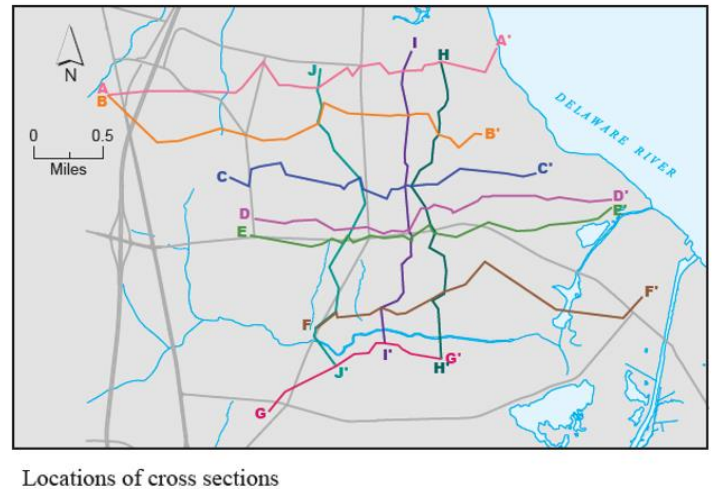 A'
I
H
J
A
B
N
DELAWARE RIVER
0 0.5
Miles
B'
C
C'
D
D'
E
E'
F
F'
I'
J'
H'
G'
G
Locations of cross sections